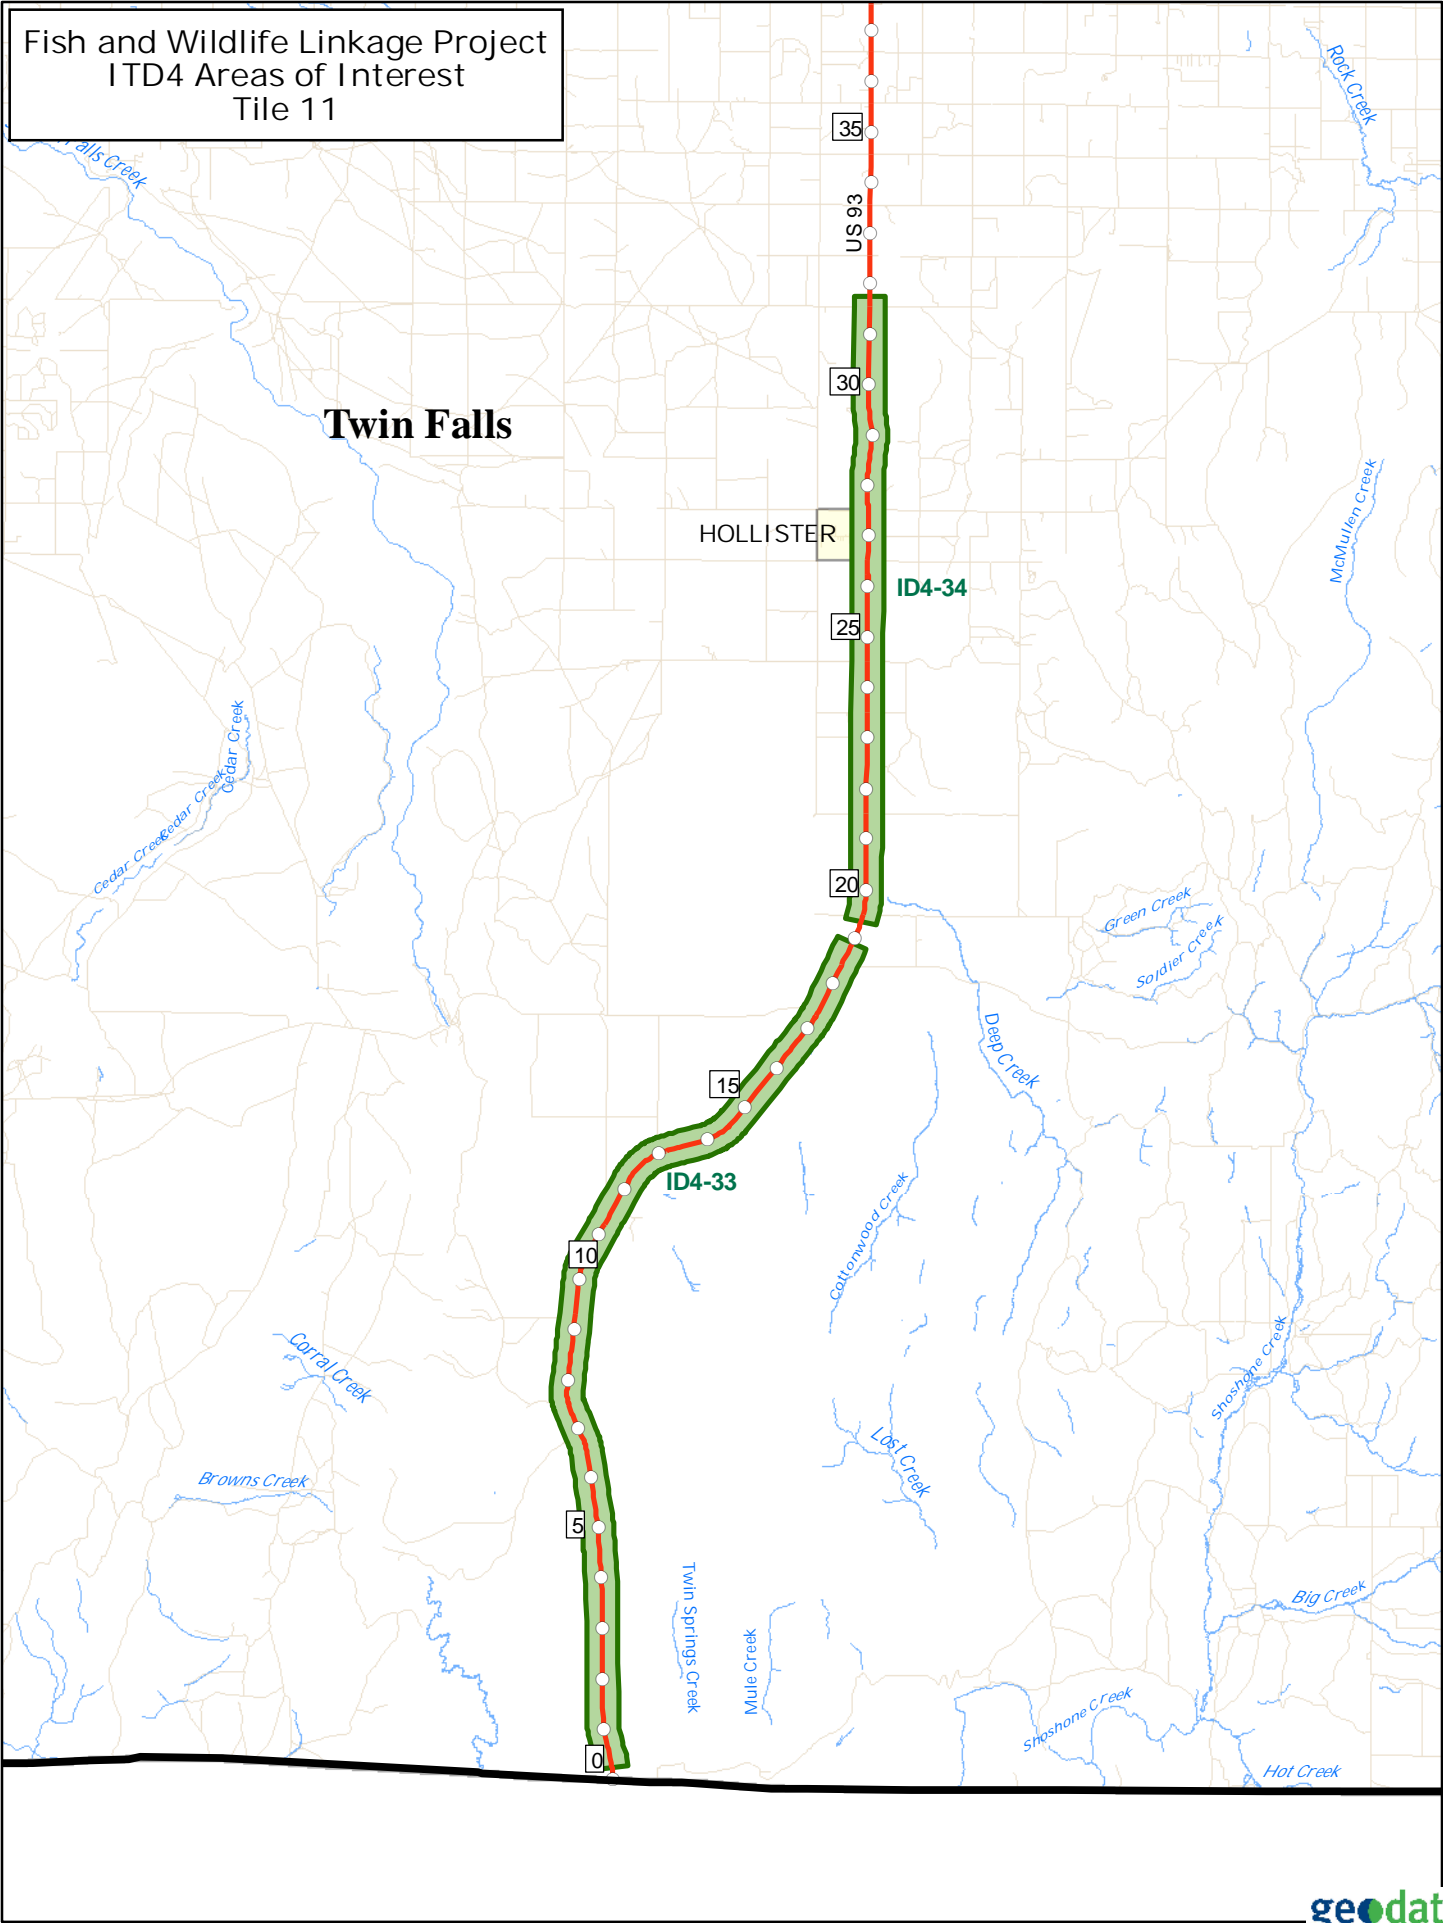 Fish and Wildlife Linkage Project
ITD4 Areas of Interest
Tile 11
Rock Creek
Falls Creek
35
US 93
30
Twin Falls
McMullen Creek
HOLLISTER
ID4-34
25
Cedar Creek
Cedar Creek
Cedar Creek
20
Green Creek
Soldier Creek
Deep Creek
15
ID4-33
Cottonwood Creek
10
Corral Creek
Shoshone Creek
Lost Creek
Browns Creek
5
Twin Springs Creek
Mule Creek
Big Creek
Shoshone Creek
0
Hot Creek
geodat